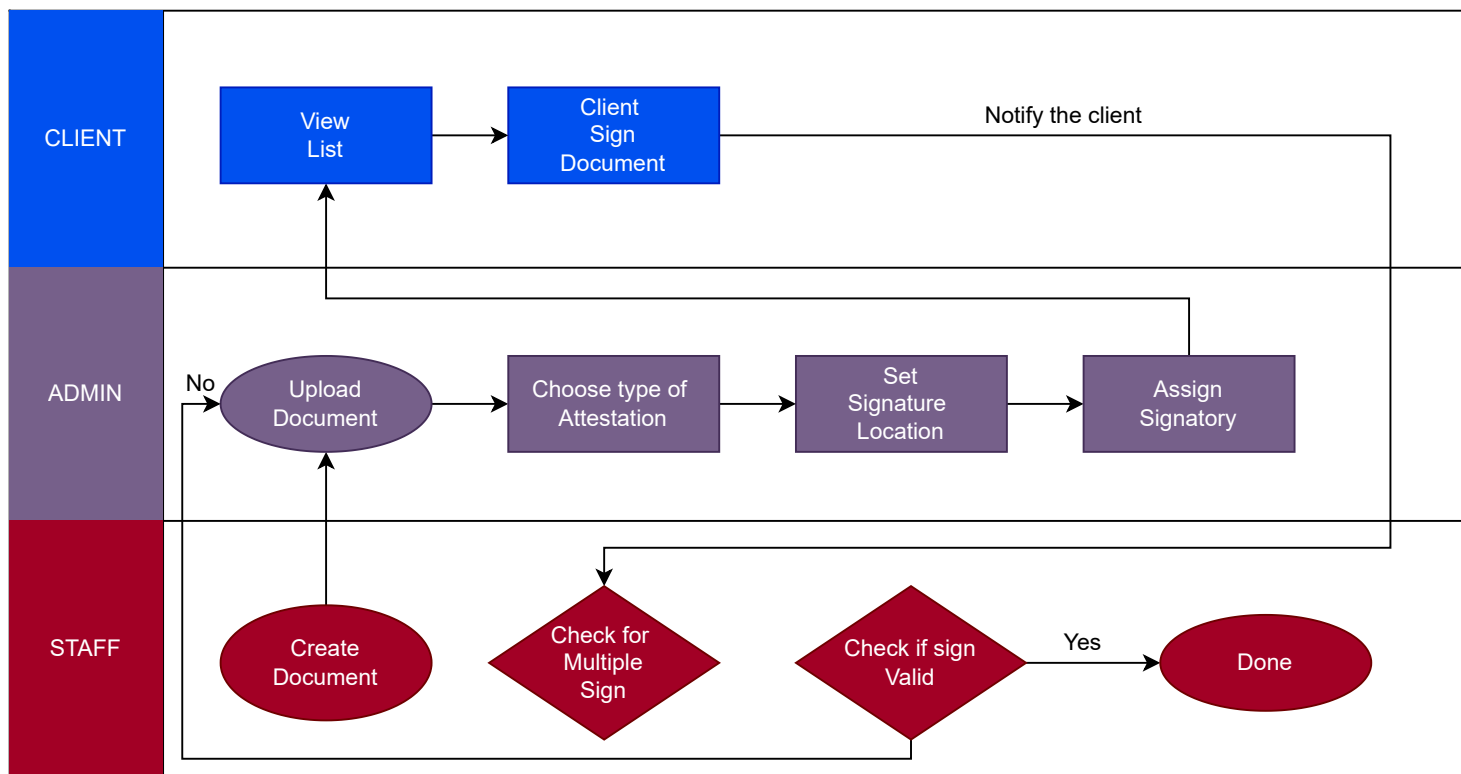 CLIENT
View
List
Client
Sign
Document
Notify the client
ADMIN
No
Upload
Document
Choose type of
Attestation
Set
Signature
Location
Assign
Signatory
STAFF
Create
Document
Check for
Multiple
Sign
Check if sign
Valid
Yes
Done